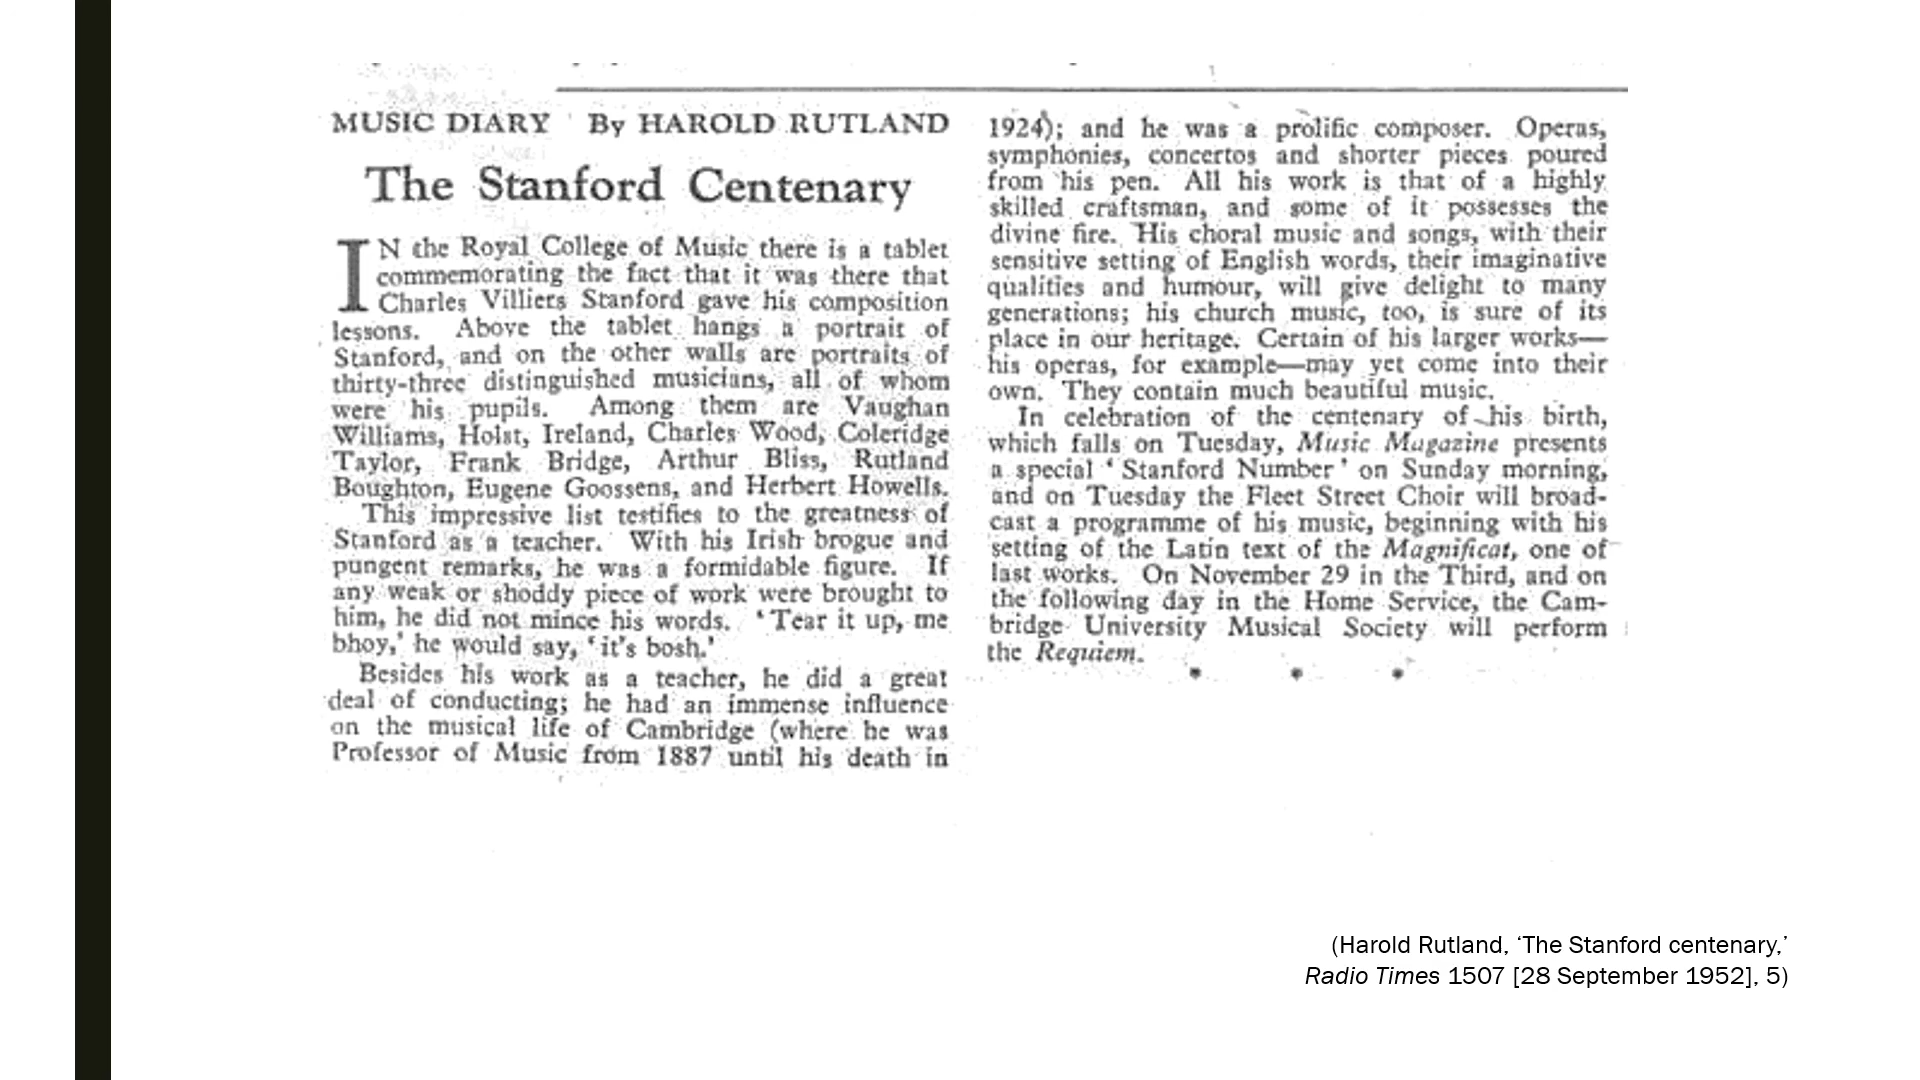 MUSIC DIARY By HAROLD RUTLAND
The Stanford Centenary
IN the Royal College of Music there is a tablet
commemorating the fact that it was there that
Charles Villiers Stanford gave his composition
lessons. Above the tablet hangs a portrait of
Stanford, and on the other walls are portraits of
thirty-three distinguished musicians, all of whom
were his pupils. Among them are Vaughan
Williams, Holst, Ireland, Charles Wood, Coleridge
Taylor, Frank Bridge, Arthur Bliss, Rutland
Boughton, Eugene Goossens, and Herbert Howells.
This impressive list testifies to the greatness of
Stanford as a teacher. With his Irish brogue and
pungent remarks, he was a formidable figure. If
any weak or shoddy piece of work were brought to
him, he did not mince his words. ‘Tear it up, me
bhoy,’ he would say, ‘it's bosh.’
Besides his work as a teacher, he did a great
deal of conducting; he had an immense influence
on the musical life of Cambridge (where he was
Professor of Music from 1887 until his death in
1924); and he was a prolific composer. Operas,
symphonies, concertos and shorter pieces poured
from his pen. All his work is that of a highly
skilled craftsman, and some of it possesses the
divine fire. His choral music and songs, with their
sensitive setting of English words, their imaginative
qualities and humour, will give delight to many
generations; his church music, too, is sure of its
place in our heritage. Certain of his larger works—
his operas, for example—may yet come into their
own. They contain much beautiful music.
In celebration of the centenary of his birth,
which falls on Tuesday, Music Magazine presents
a special ‘Stanford Number’ on Sunday morning,
and on Tuesday the Fleet Street Choir will broad-
cast a programme of his music, beginning with his
setting of the Latin text of the Magnificat, one of
last works. On November 29 in the Third, and on
the following day in the Home Service, the Cam-
bridge University Musical Society will perform
the Requiem.
(Harold Rutland, ‘The Stanford centenary,’
Radio Times 1507 [28 September 1952], 5)